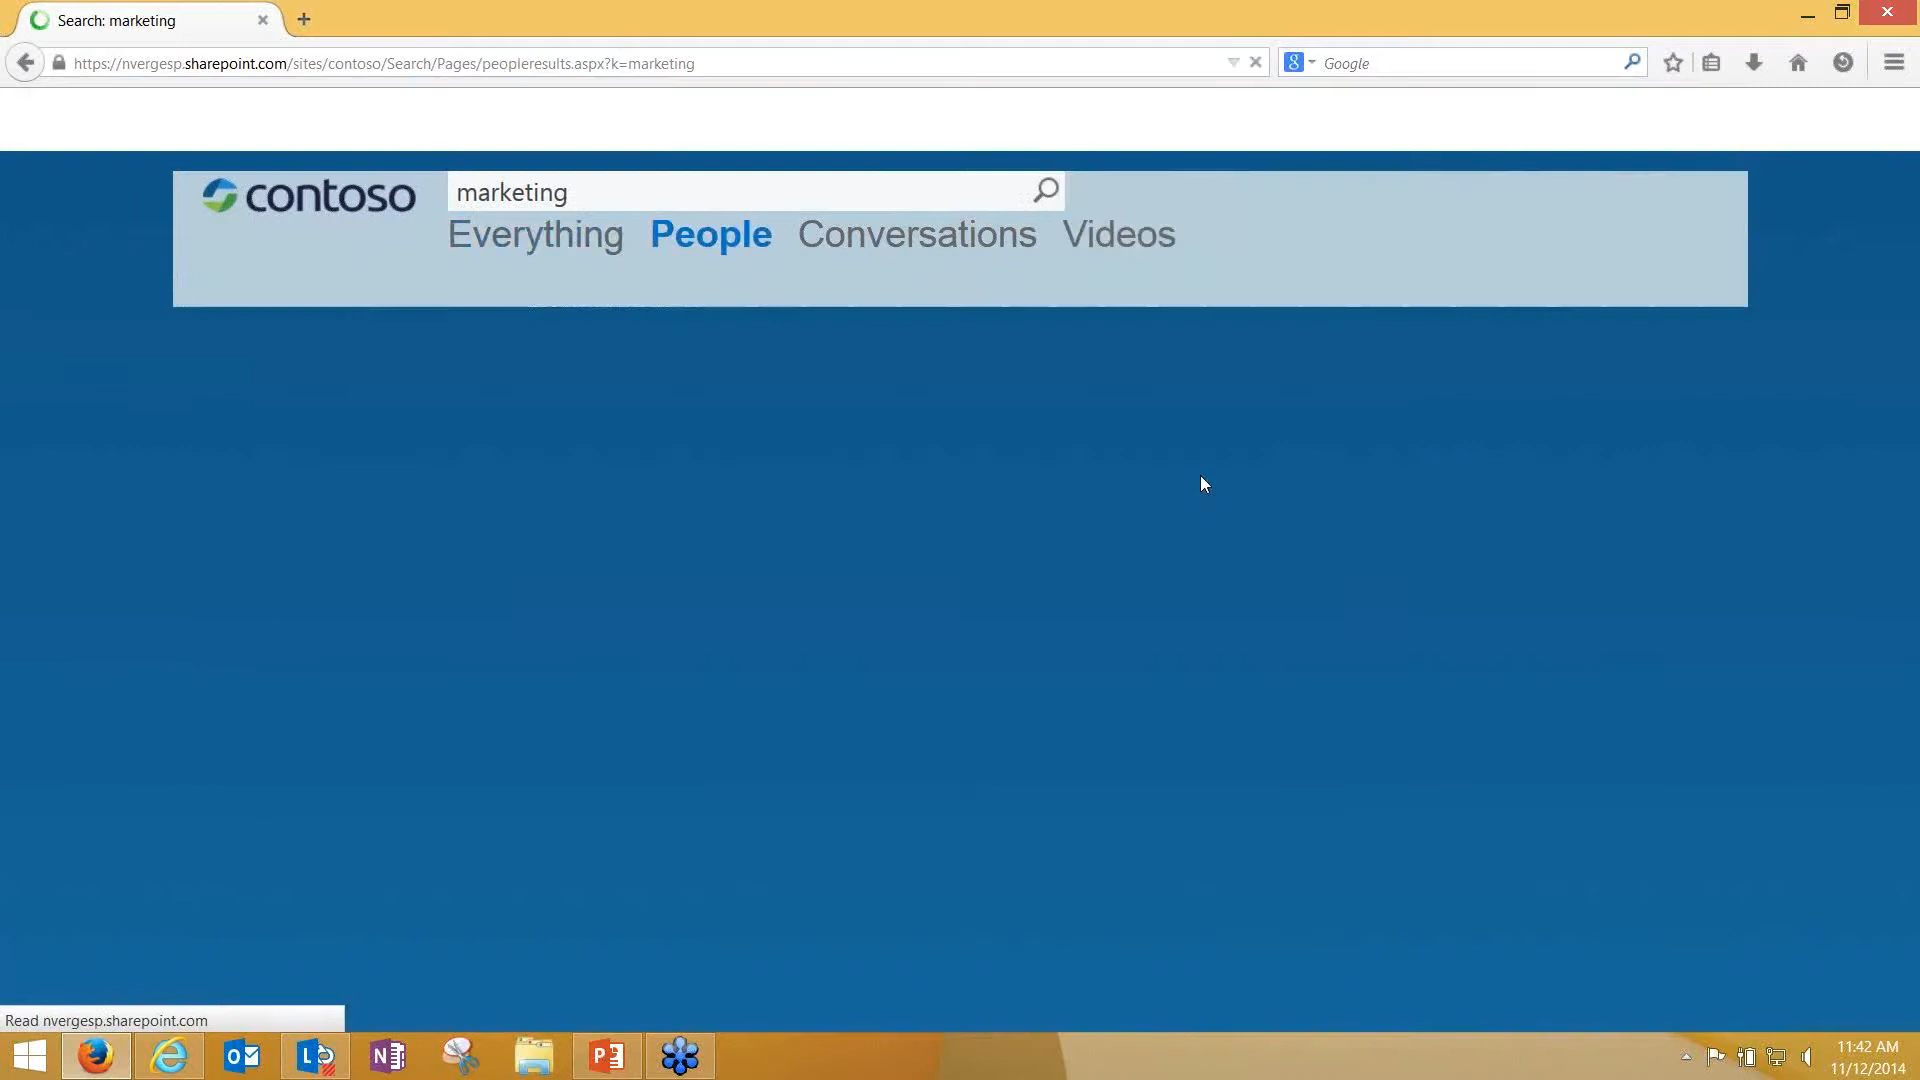 Search: marketing
https://nvergesp.sharepoint.com/sites/contoso/Search/Pages/peopleresults.aspx?k=marketing
Google
contoso
marketing
Everything People Conversations Videos
Read nvergesp.sharepoint.com
11:42 AM
11/12/2014